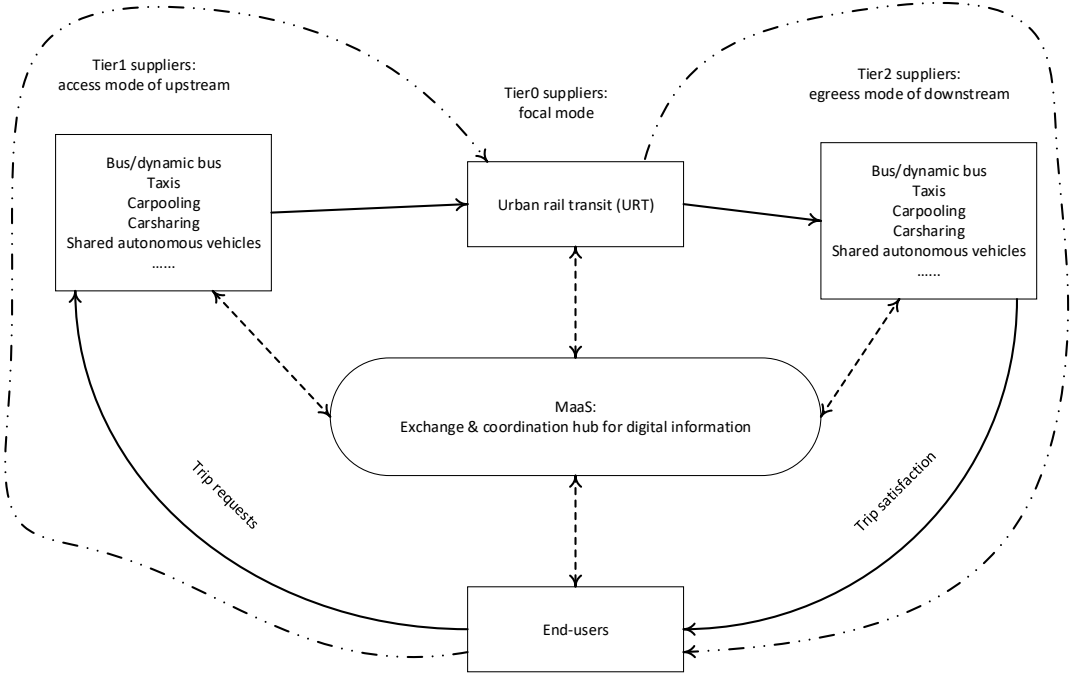 Tier1 suppliers:
access mode of upstream
Tier0 suppliers:
focal mode
Tier2 suppliers:
egreess mode of downstream
Bus/dynamic bus
Taxis
Carpooling
Carsharing
Shared autonomous vehicles
......
Urban rail transit (URT)
Bus/dynamic bus
Taxis
Carpooling
Carsharing
Shared autonomous vehicles
......
MaaS:
Exchange & coordination hub for digital information
Trip requests
Trip satisfaction
End-users